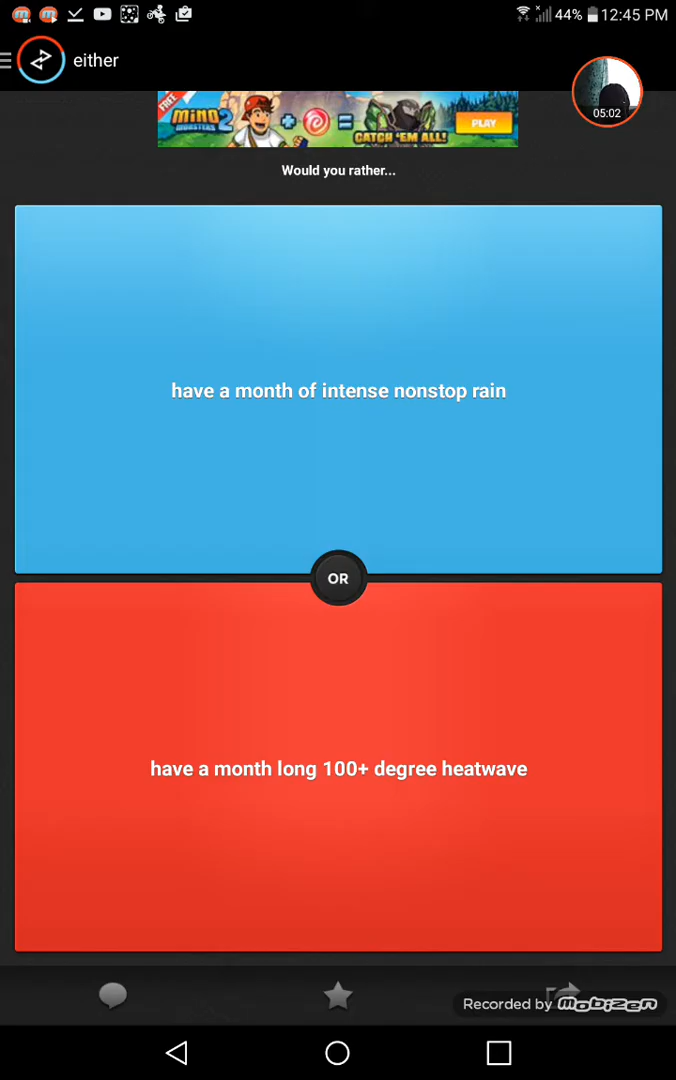 44% 12:45 PM
either
05:02
FREE
MINO MONSTERS 2
CATCH 'EM ALL!
PLAY
Would you rather...
have a month of intense nonstop rain
OR
have a month long 100+ degree heatwave
Recorded by mobizen